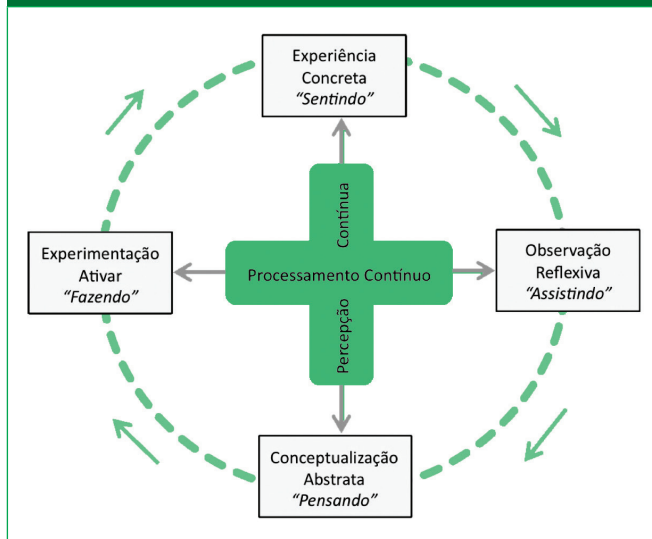 Experiência
Concreta
“Sentindo”
Contínua
Experimentação
Ativar
“Fazendo”
Processamento Contínuo
Observação
Reflexiva
“Assistindo”
Percepção
Conceptualização
Abstrata
“Pensando”